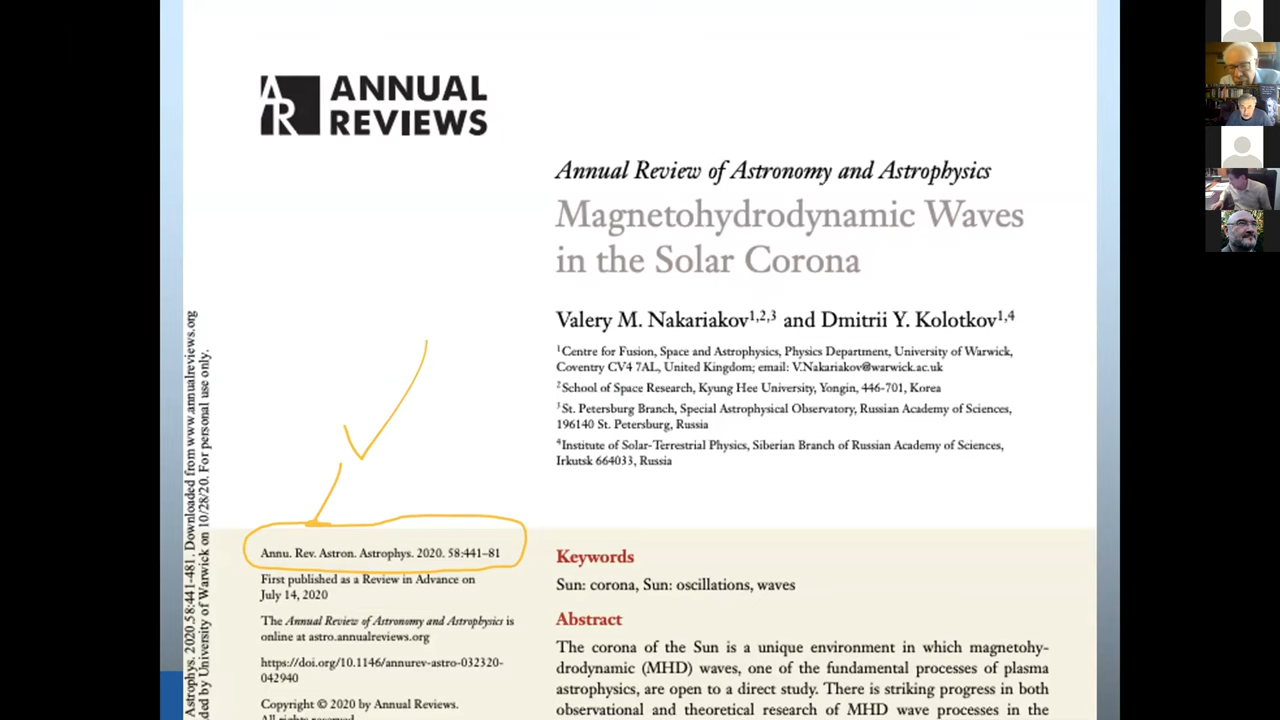 AR
ANNUAL
REVIEWS
Annual Review of Astronomy and Astrophysics
Magnetohydrodynamic Waves
in the Solar Corona
Valery M. Nakariakov1,2,3 and Dmitrii Y. Kolotkov1,4
1Centre for Fusion, Space and Astrophysics, Physics Department, University of Warwick,
Coventry CV4 7AL, United Kingdom; email: V.Nakariakov@warwick.ac.uk
2School of Space Research, Kyung Hee University, Yongin, 446-701, Korea
3St. Petersburg Branch, Special Astrophysical Observatory, Russian Academy of Sciences,
196140 St. Petersburg, Russia
4Institute of Solar-Terrestrial Physics, Siberian Branch of Russian Academy of Sciences,
Irkutsk 664033, Russia
Astrophys. 2020.58:441-481. Downloaded from www.annualreviews.org
ded by University of Warwick on 10/28/20. For personal use only.
Annu. Rev. Astron. Astrophys. 2020. 58:441–81
First published as a Review in Advance on
July 14, 2020
The Annual Review of Astronomy and Astrophysics is
online at astro.annualreviews.org
https://doi.org/10.1146/annurev-astro-032320-
042940
Copyright © 2020 by Annual Reviews.
All rights reserved
Keywords
Sun: corona, Sun: oscillations, waves
Abstract
The corona of the Sun is a unique environment in which magnetohy-
drodynamic (MHD) waves, one of the fundamental processes of plasma
astrophysics, are open to a direct study. There is striking progress in both
observational and theoretical research of MHD wave processes in the